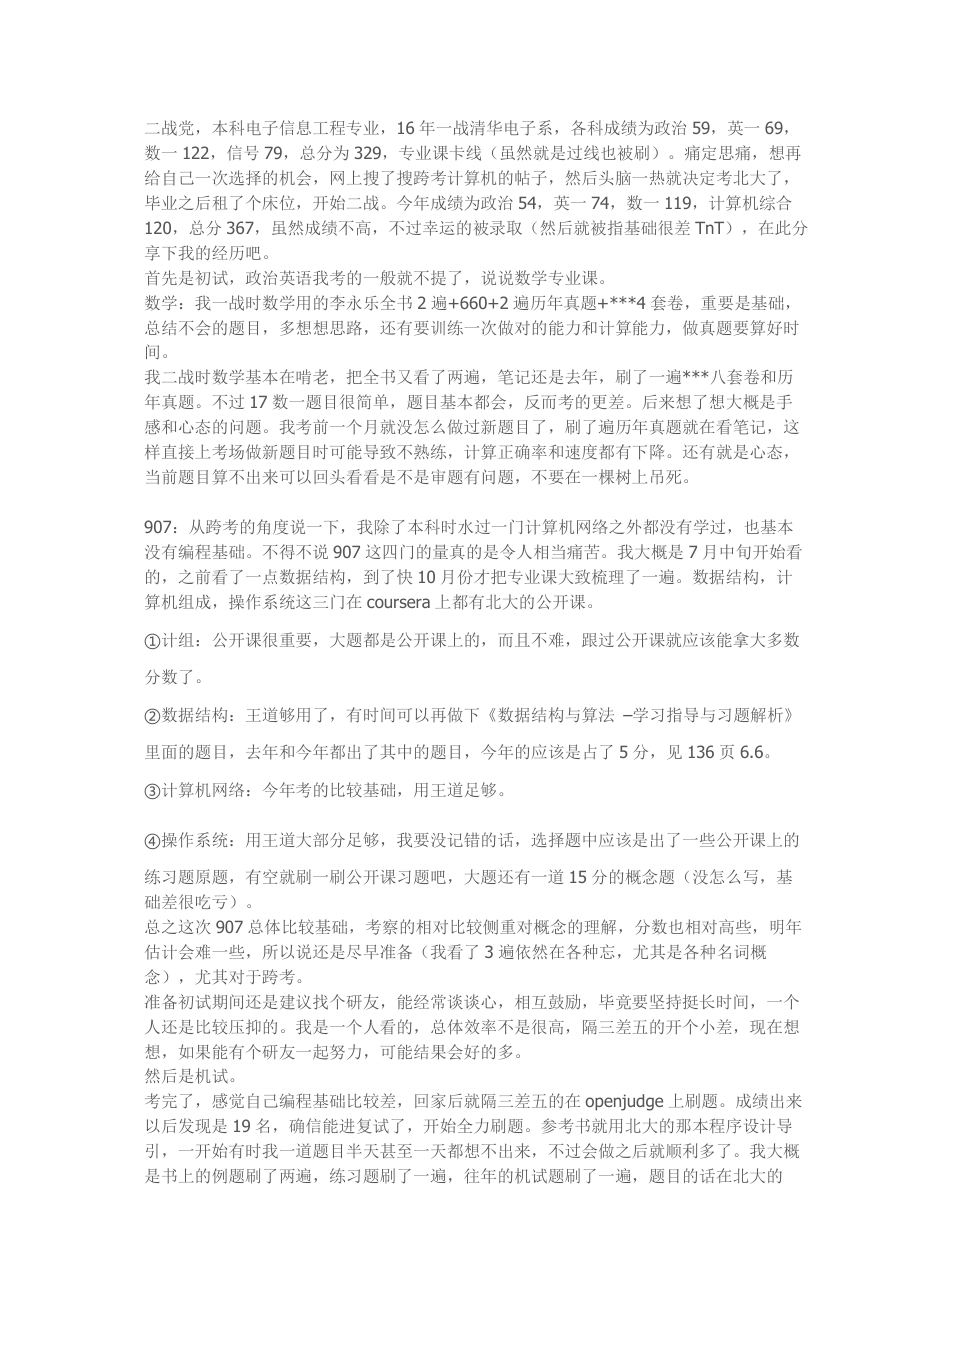 二战党，本科电子信息工程专业，16 年一战清华电子系，各科成绩为政治 59，英一 69，
数一 122，信号 79，总分为 329，专业课卡线（虽然就是过线也被刷）。痛定思痛，想再
给自己一次选择的机会，网上搜了搜跨考计算机的帖子，然后头脑一热就决定考北大了，
毕业之后租了个床位，开始二战。今年成绩为政治 54，英一 74，数一 119，计算机综合
120，总分 367，虽然成绩不高，不过幸运的被录取（然后就被指基础很差 TnT），在此分
享下我的经历吧。
首先是初试，政治英语我考的一般就不提了，说说数学专业课。
数学：我一战时数学用的李永乐全书 2 遍+660+2 遍历年真题+***4 套卷，重要是基础，
总结不会的题目，多想想思路，还有要训练一次做对的能力和计算能力，做真题要算好时
间。
我二战时数学基本在啃老，把全书又看了两遍，笔记还是去年，刷了一遍***八套卷和历
年真题。不过 17 数一题目很简单，题目基本都会，反而考的更差。后来想了想大概是手
感和心态的问题。我考前一个月就没怎么做过新题目了，刷了遍历年真题就在看笔记，这
样直接上考场做新题目时可能导致不熟练，计算正确率和速度都有下降。还有就是心态，
当前题目算不出来可以回头看看是不是审题有问题，不要在一棵树上吊死。
907：从跨考的角度说一下，我除了本科时水过一门计算机网络之外都没有学过，也基本
没有编程基础。不得不说 907 这四门的量真的是令人相当痛苦。我大概是 7 月中旬开始看
的，之前看了一点数据结构，到了快 10 月份才把专业课大致梳理了一遍。数据结构，计
算机组成，操作系统这三门在 coursera 上都有北大的公开课。
①计组：公开课很重要，大题都是公开课上的，而且不难，跟过公开课就应该能拿大多数
分数了。
②数据结构：王道够用了，有时间可以再做下《数据结构与算法 –学习指导与习题解析》
里面的题目，去年和今年都出了其中的题目，今年的应该是占了 5 分，见 136 页 6.6。
③计算机网络：今年考的比较基础，用王道足够。
④操作系统：用王道大部分足够，我要没记错的话，选择题中应该是出了一些公开课上的
练习题原题，有空就刷一刷公开课习题吧，大题还有一道 15 分的概念题（没怎么写，基
础差很吃亏）。
总之这次 907 总体比较基础，考察的相对比较侧重对概念的理解，分数也相对高些，明年
估计会难一些，所以说还是尽早准备（我看了 3 遍依然在各种忘，尤其是各种名词概
念），尤其对于跨考。
准备初试期间还是建议找个研友，能经常谈谈心，相互鼓励，毕竟要坚持挺长时间，一个
人还是比较压抑的。我是一个人看的，总体效率不是很高，隔三差五的开个小差，现在想
想，如果能有个研友一起努力，可能结果会好的多。
然后是机试。
考完了，感觉自己编程基础比较差，回家后就隔三差五的在 openjudge 上刷题。成绩出来
以后发现是 19 名，确信能进复试了，开始全力刷题。参考书就用北大的那本程序设计导
引，一开始有时我一道题目半天甚至一天都想不出来，不过会做之后就顺利多了。我大概
是书上的例题刷了两遍，练习题刷了一遍，往年的机试题刷了一遍，题目的话在北大的